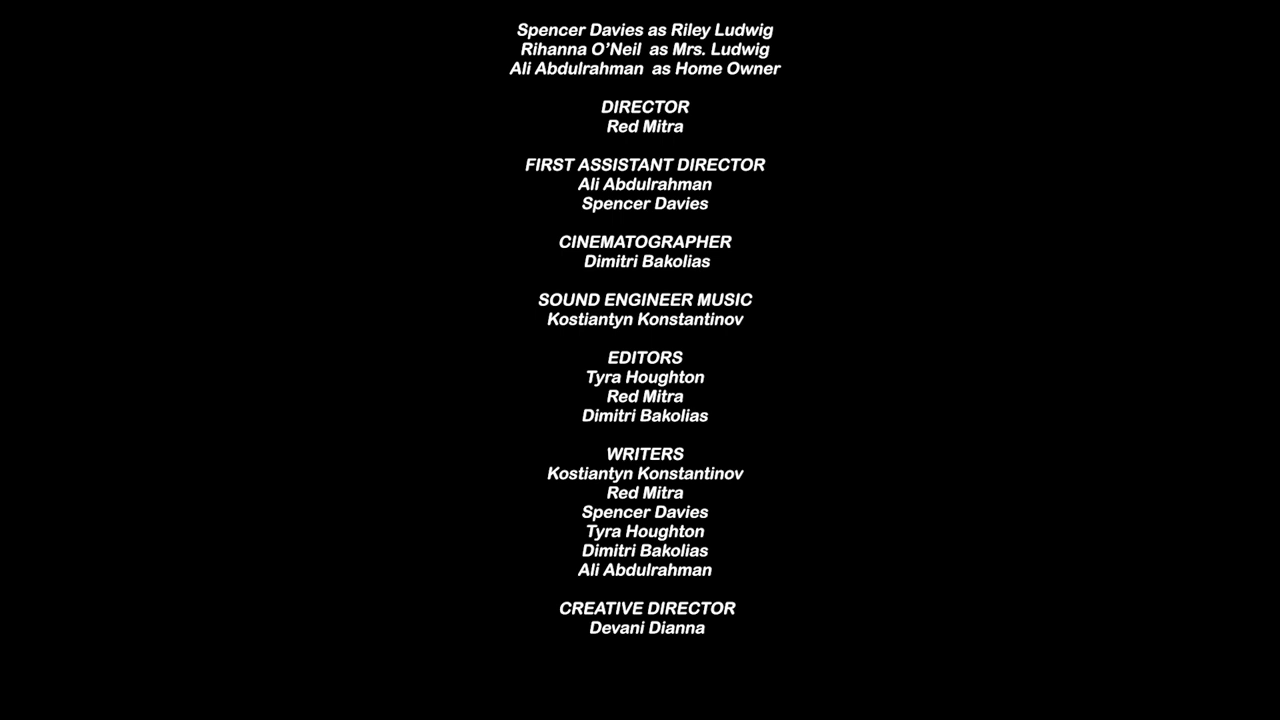 Spencer Davies as Riley Ludwig
Rihanna O’Neil as Mrs. Ludwig
Ali Abdulrahman as Home Owner
DIRECTOR
Red Mitra
FIRST ASSISTANT DIRECTOR
Ali Abdulrahman
Spencer Davies
CINEMATOGRAPHER
Dimitri Bakolias
SOUND ENGINEER MUSIC
Kostiantyn Konstantinov
EDITORS
Tyra Houghton
Red Mitra
Dimitri Bakolias
WRITERS
Kostiantyn Konstantinov
Red Mitra
Spencer Davies
Tyra Houghton
Dimitri Bakolias
Ali Abdulrahman
CREATIVE DIRECTOR
Devani Dianna